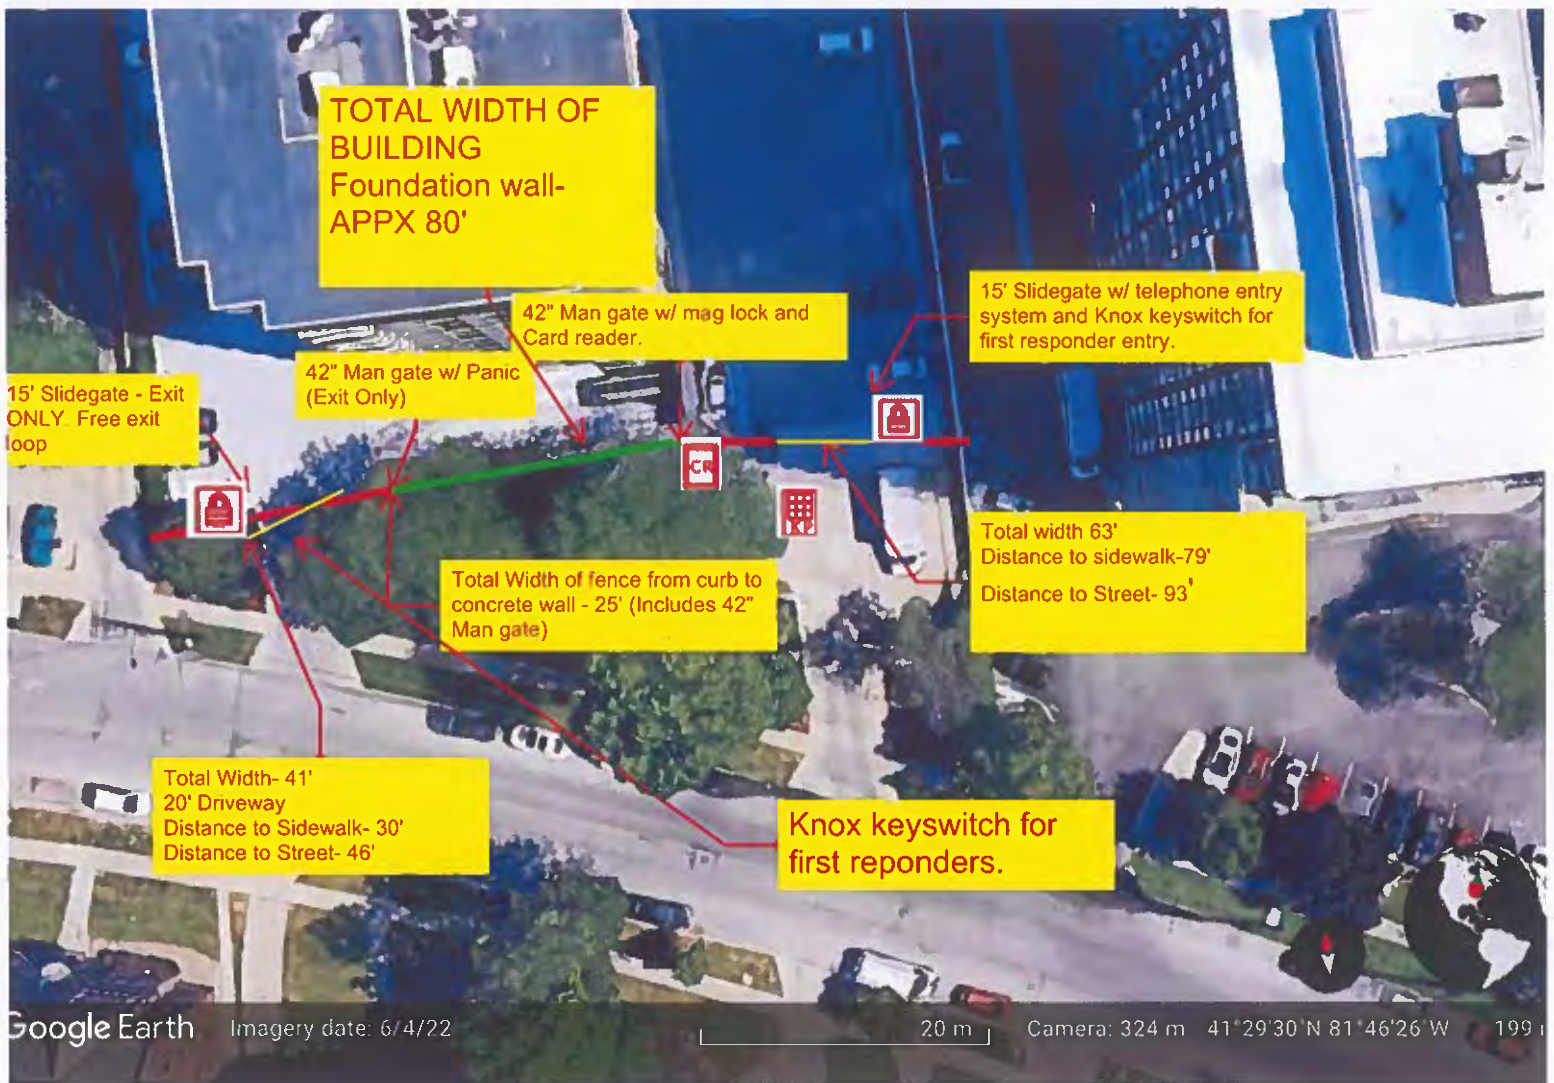 TOTAL WIDTH OF
BUILDING
Foundation wall-
APPX 80'
42" Man gate w/ mag lock and
Card reader.
15' Slidegate w/ telephone entry
system and Knox keyswitch for
first responder entry.
42" Man gate w/ Panic
(Exit Only)
15' Slidegate - Exit
ONLY. Free exit
loop
CR
Total width 63'
Distance to sidewalk-79'
Distance to Street- 93'
Total Width of fence from curb to
concrete wall - 25' (Includes 42"
Man gate)
Total Width- 41'
20' Driveway
Distance to Sidewalk- 30'
Distance to Street- 46'
Knox keyswitch for
first reponders.
Google Earth
Imagery date: 6/4/22
20 m
Camera: 324 m 41°29'30"N 81°46'26"W 199